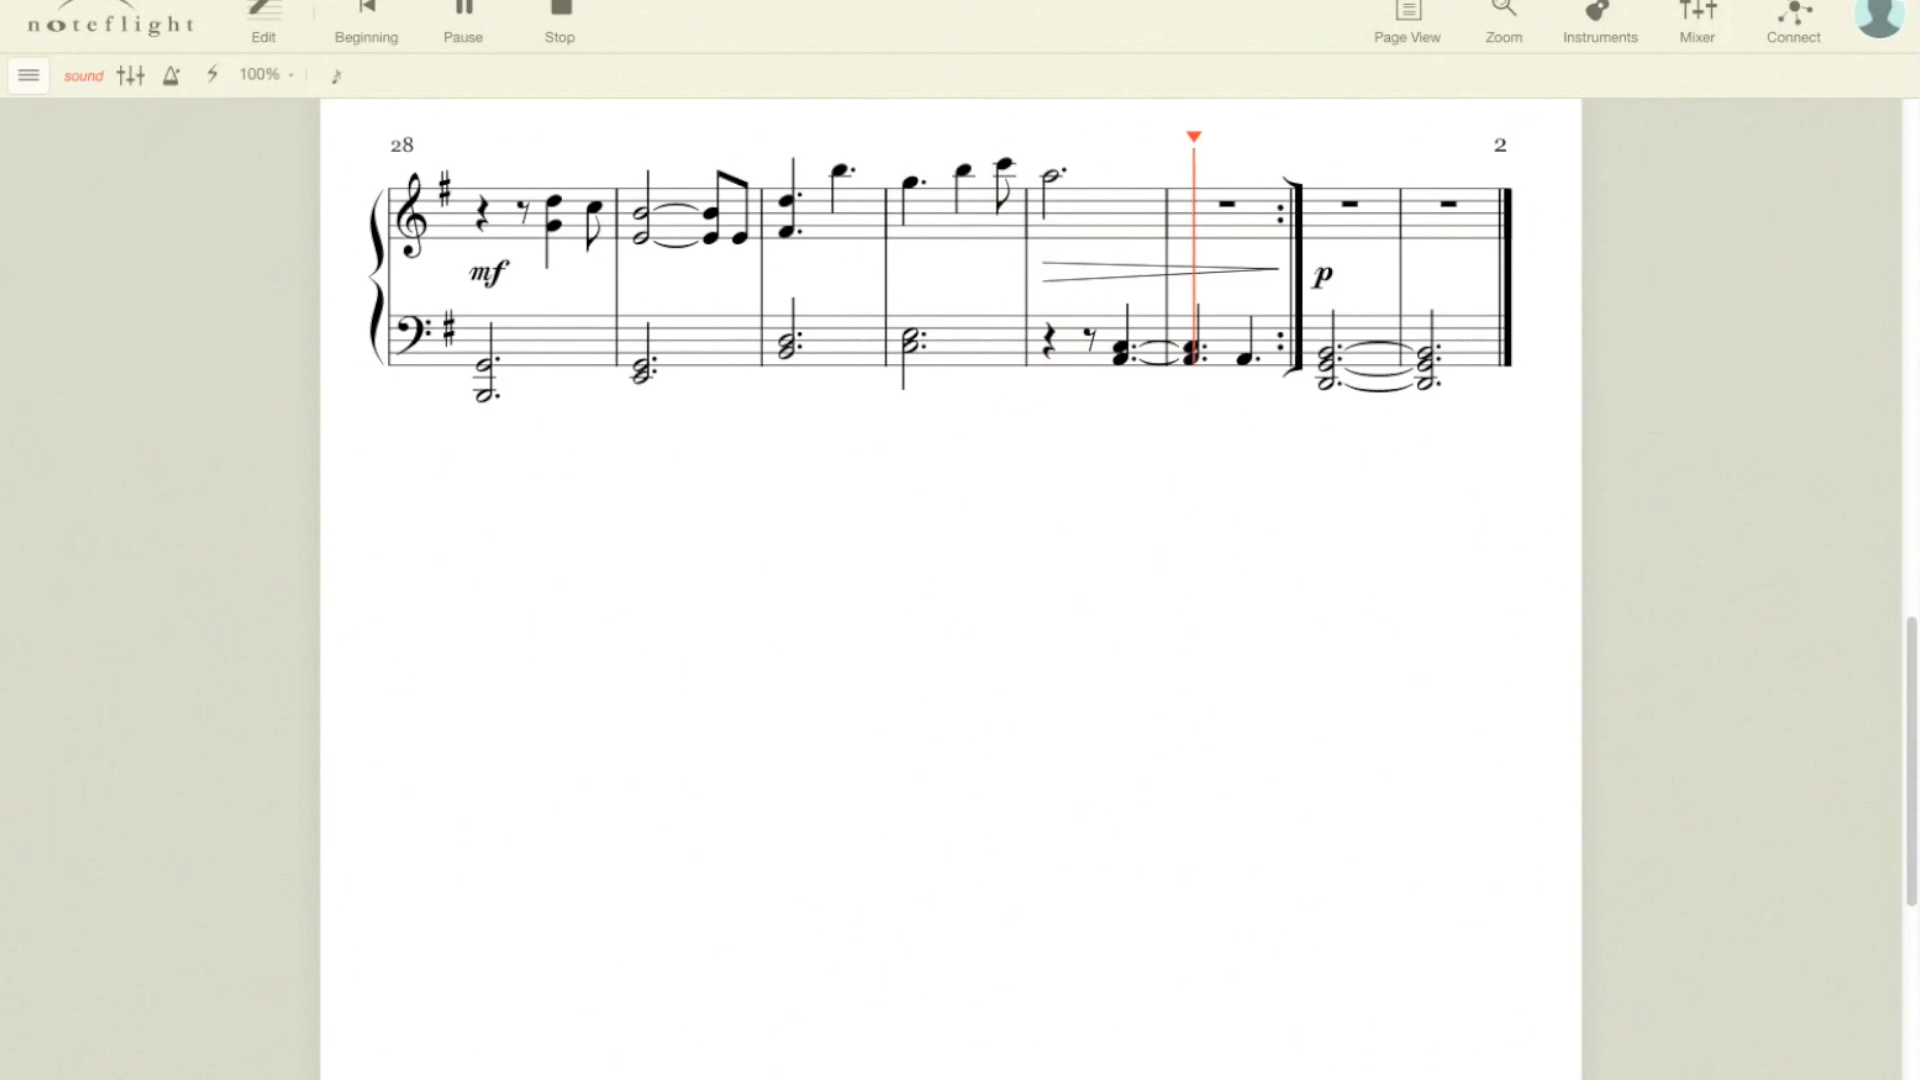 noteflight
Edit
Beginning
Pause
Stop
Page View
Zoom
Instruments
Mixer
Connect
sound
100%
28
2
mf
p